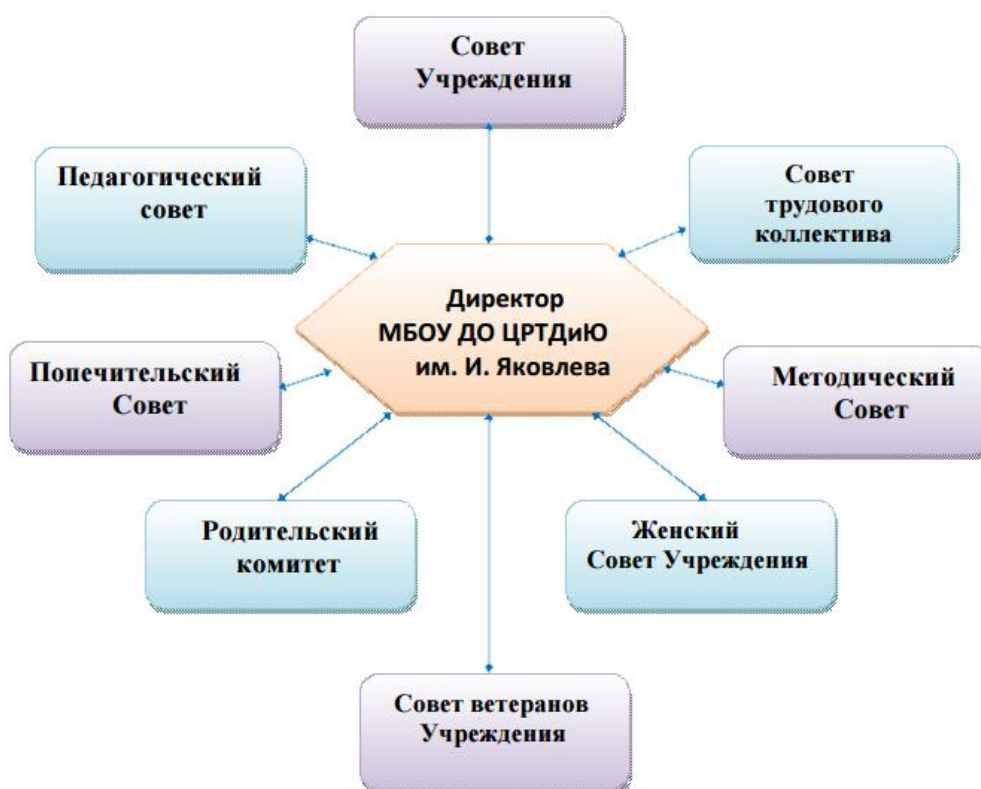 Совет
Учреждения
Педагогический
совет
Совет
трудового
коллектива
Директор
МБОУ ДО ЦРТДиЮ
им. И. Яковлева
Попечительский
Совет
Методический
Совет
Родительский
комитет
Женский
Совет Учреждения
Совет ветеранов
Учреждения